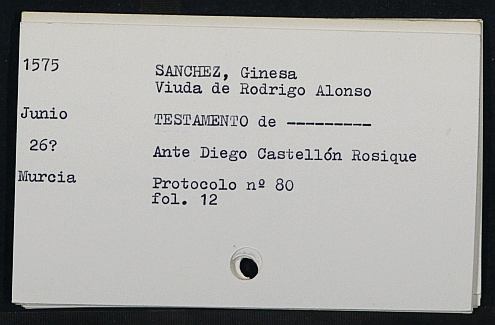 1575
SANCHEZ, Ginesa
Viuda de Rodrigo Alonso
Junio
TESTAMENTO de ---------
26?
Ante Diego Castellón Rosique
Murcia
Protocolo nº 80
fol. 12